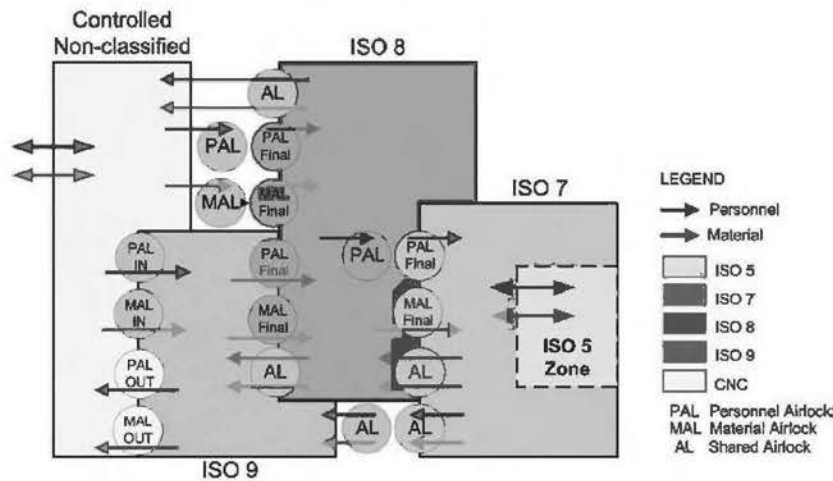 Controlled
Non-classified
ISO 8
AL
PAL
PAL
Final
MAL
MAL
Final
ISO 7
PAL
IN
PAL
Final
PAL
PAL
Final
MAL
IN
MAL
Final
MAL
Final
PAL
OUT
AL
AL
ISO 5
Zone
MAL
OUT
AL
AL
ISO 9
LEGEND
Personnel
Material
ISO 5
ISO 7
ISO 8
ISO 9
CNC
PAL Personnel Airlock
MAL Material Airlock
AL Shared Airlock